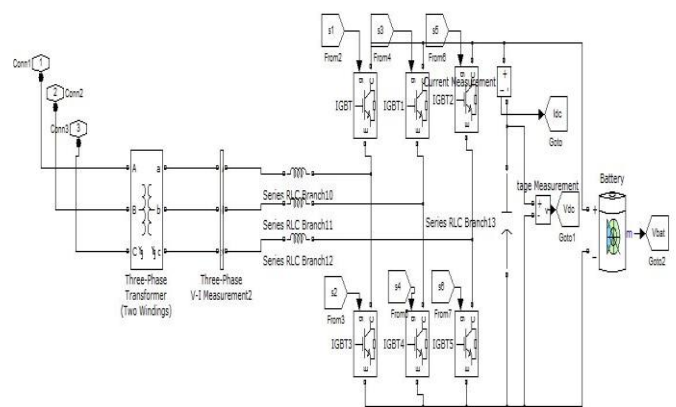 s1
s3
s5
From2
From4
From6
Conn1
1
2
Conn2
Conn3
3
Current Measurement
+
-
IGBT
IGBT1
IGBT2
g
C
E
Idc
Goto
A
B
C
a
b
c
Yg
Three-Phase
Transformer
(Two Windings)
Three-Phase
V-I Measurement2
Series RLC Branch10
Series RLC Branch11
Series RLC Branch12
Series RLC Branch13
tage Measurement
+
-
v
Vdc
Goto1
Battery
+
-
m
Vbat
Goto2
s2
s4
s6
From3
From5
From7
IGBT3
IGBT4
IGBT5
g
C
E